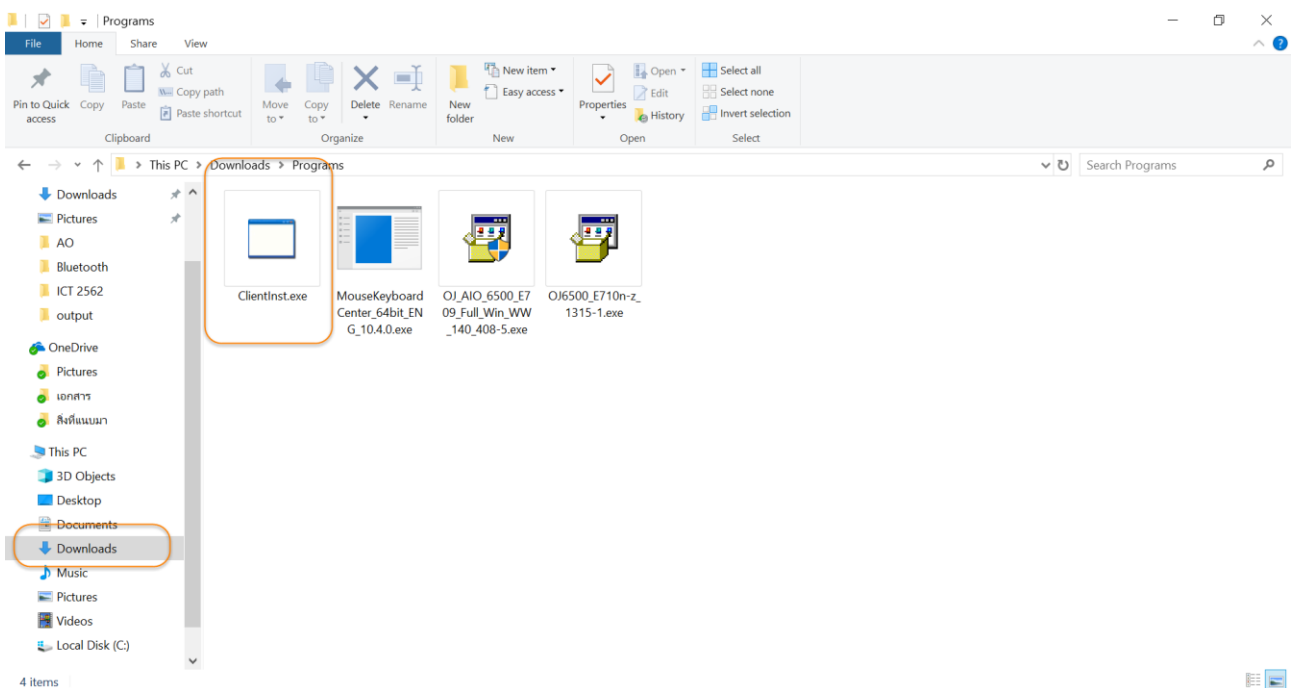 Programs
File Home Share View
Pin to Quick access
Copy
Paste
Cut
Copy path
Paste shortcut
Clipboard
Move to
Copy to
Delete
Rename
Organize
New folder
New item
Easy access
New
Properties
Open
Edit
History
Open
Select all
Select none
Invert selection
Select
This PC > Downloads > Programs
Search Programs
Downloads
Pictures
AO
Bluetooth
ICT 2562
output
OneDrive
Pictures
เอกสาร
สิ่งที่แนบมา
This PC
3D Objects
Desktop
Documents
Downloads
Music
Pictures
Videos
Local Disk (C:)
ClientInst.exe
MouseKeyboard
Center_64bit_EN
G_10.4.0.exe
OJ_AIO_6500_E7
09_Full_Win_WW
_140_408-5.exe
OJ6500_E710n-z_
1315-1.exe
4 items